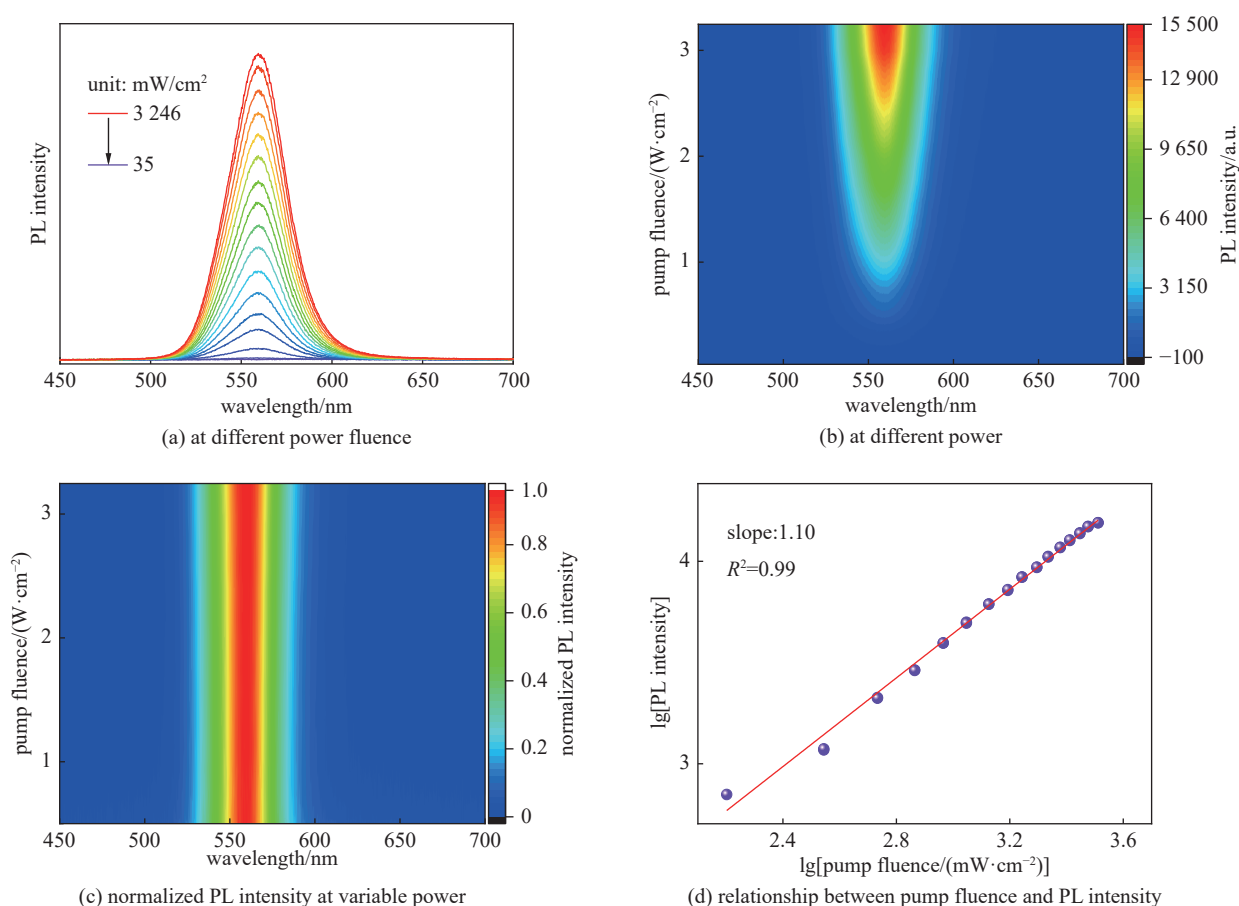 unit: mW/cm²
3 246
35
PL intensity
450 500 550 600 650 700
wavelength/nm
(a) at different power fluence
3
2
1
pump fluence/(W·cm⁻²)
450 500 550 600 650 700
wavelength/nm
15 500
12 900
9 650
6 400
3 150
−100
PL intensity/a.u.
(b) at different power
3
2
1
pump fluence/(W·cm⁻²)
450 500 550 600 650 700
wavelength/nm
1.0
0.8
0.6
0.4
0.2
0
normalized PL intensity
(c) normalized PL intensity at variable power
slope:1.10
R²=0.99
4
3
lg[PL intensity]
2.4 2.8 3.2 3.6
lg[pump fluence/(mW·cm⁻²)]
(d) relationship between pump fluence and PL intensity